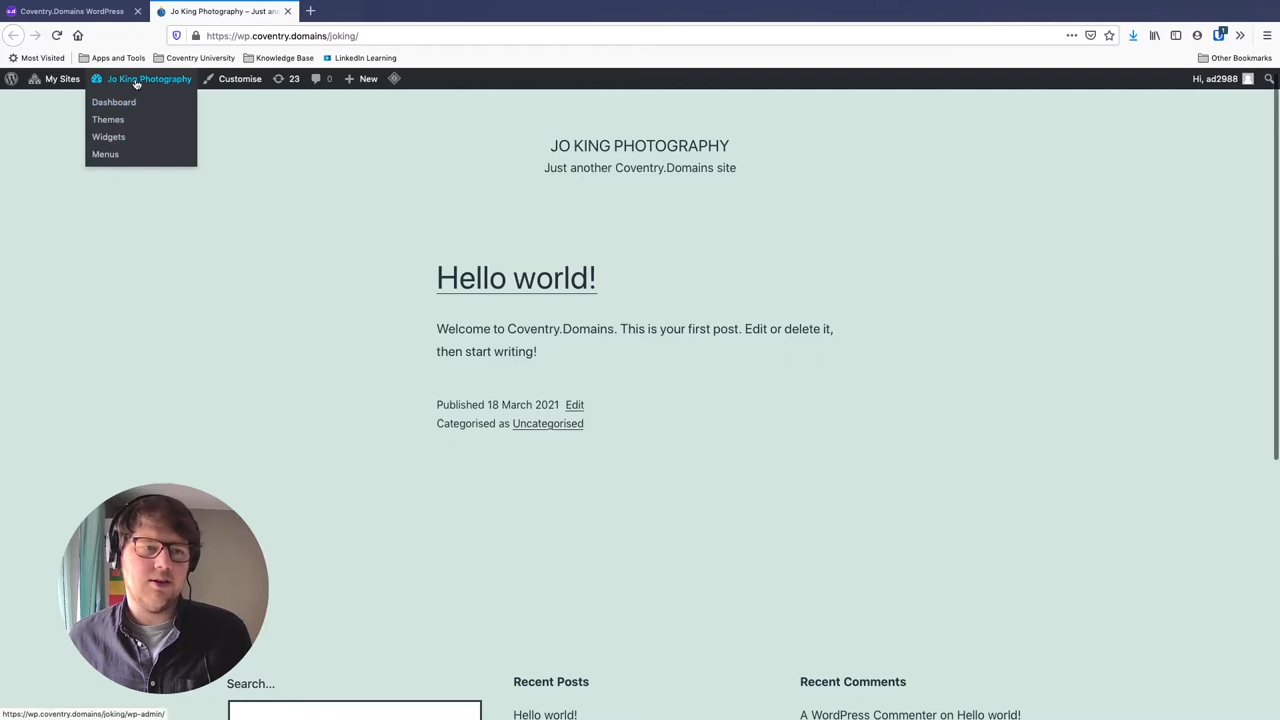 Coventry.Domains WordPress
Jo King Photography – Just an
https://wp.coventry.domains/joking/
Most Visited
Apps and Tools
Coventry University
Knowledge Base
LinkedIn Learning
Other Bookmarks
My Sites
Jo King Photography
Customise
23
0
New
Hi, ad2988
Dashboard
Themes
Widgets
Menus
JO KING PHOTOGRAPHY
Just another Coventry.Domains site
Hello world!
Welcome to Coventry.Domains. This is your first post. Edit or delete it,
then start writing!
Published 18 March 2021 Edit
Categorised as Uncategorised
Search...
Recent Posts
Recent Comments
Hello world!
A WordPress Commenter on Hello world!
https://wp.coventry.domains/joking/wp-admin/